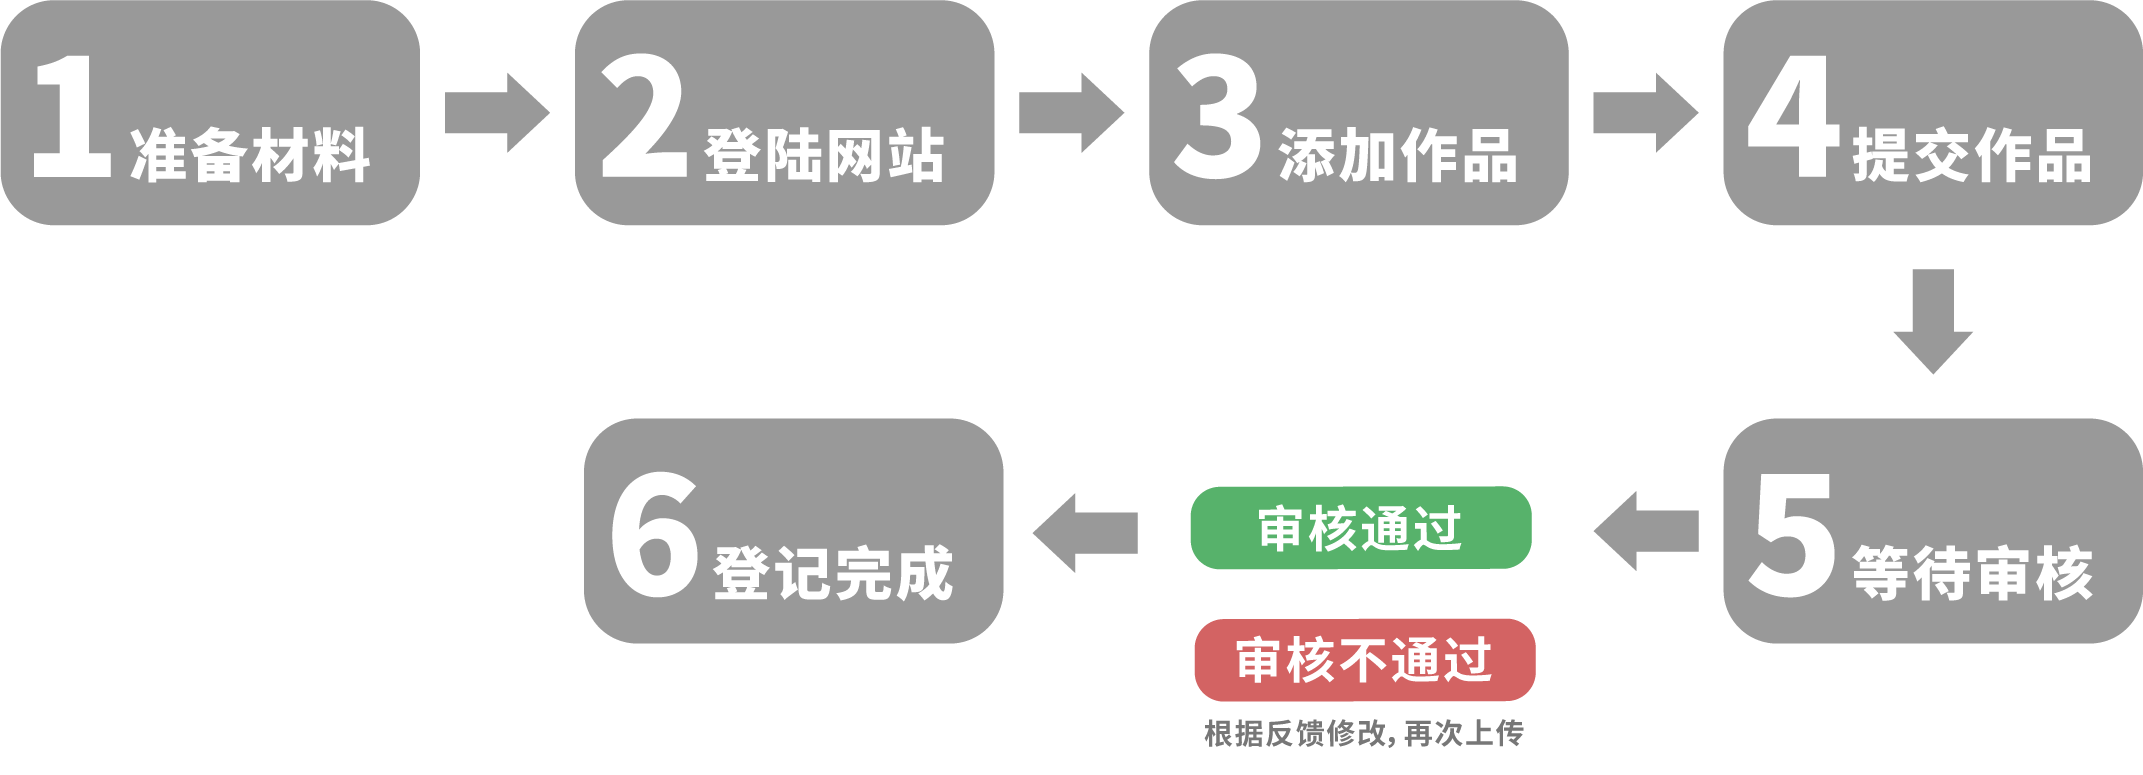 1 准备材料
2 登陆网站
3 添加作品
4 提交作品
5 等待审核
审核通过
审核不通过
根据反馈修改，再次上传
6 登记完成